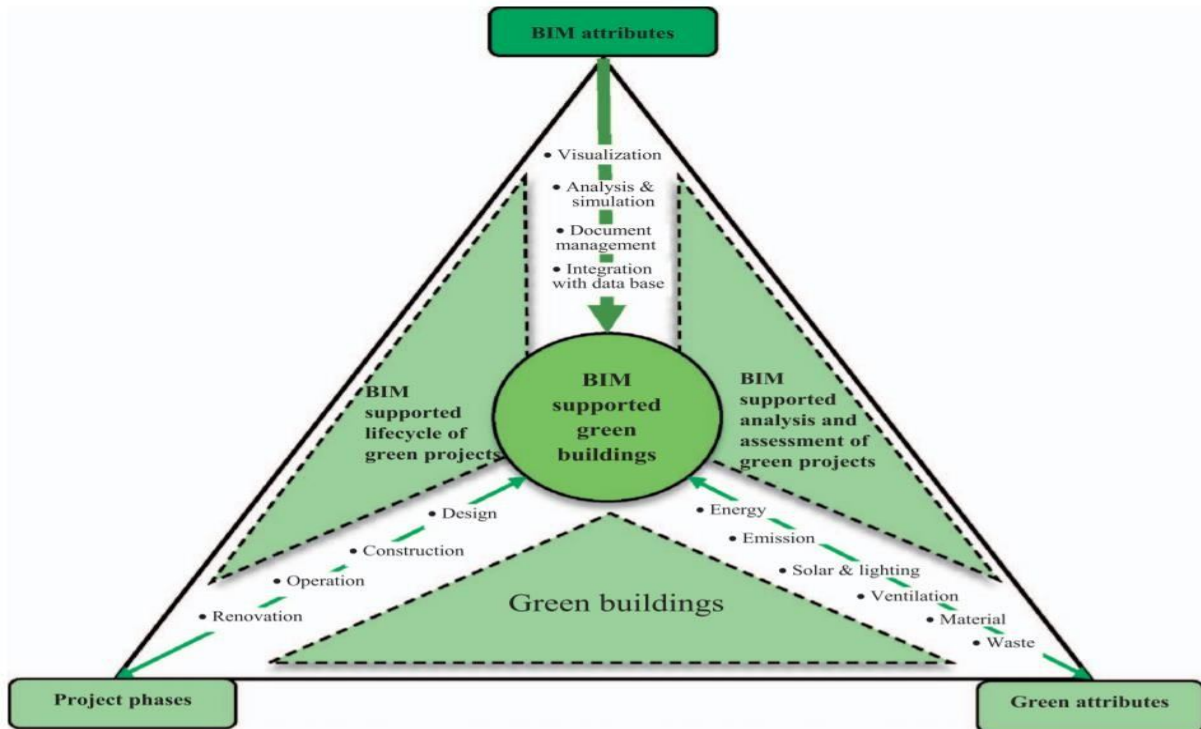 BIM attributes
• Visualization
• Analysis &
simulation
• Document
management
• Integration
with data base
BIM
supported
lifecycle of
green projects
BIM
supported
green
buildings
BIM
supported
analysis and
assessment of
green projects
• Design
• Construction
• Operation
• Renovation
• Energy
• Emission
• Solar & lighting
• Ventilation
• Material
• Waste
Green buildings
Project phases
Green attributes